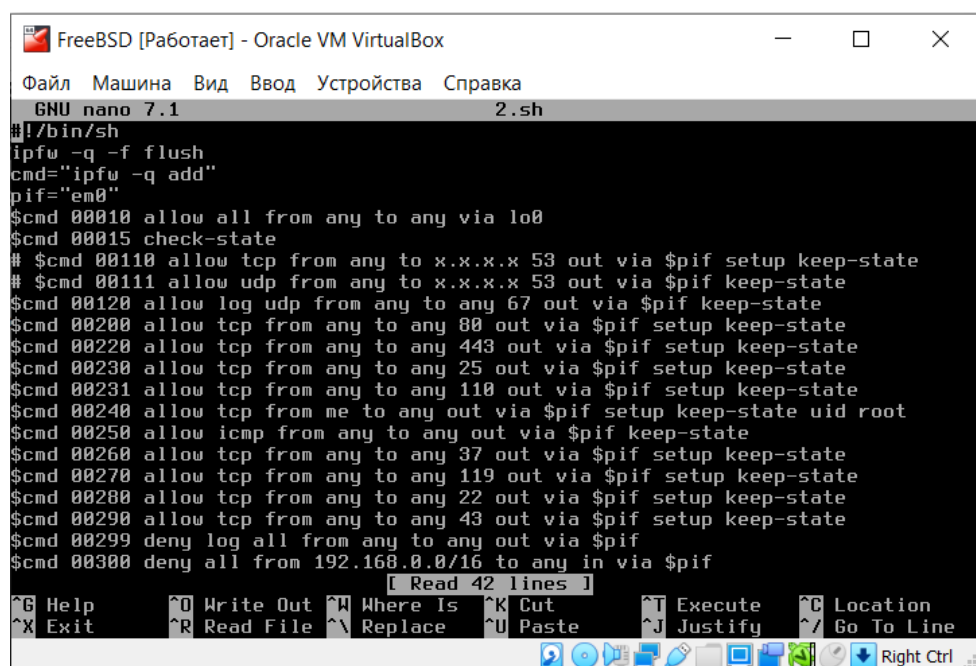 FreeBSD [Работает] - Oracle VM VirtualBox
Файл Машина Вид Ввод Устройства Справка
GNU nano 7.1 2.sh
#!/bin/sh
ipfw -q -f flush
cmd="ipfw -q add"
pif="em0"
$cmd 00010 allow all from any to any via lo0
$cmd 00015 check-state
# $cmd 00110 allow tcp from any to x.x.x.x 53 out via $pif setup keep-state
# $cmd 00111 allow udp from any to x.x.x.x 53 out via $pif keep-state
$cmd 00120 allow log udp from any to any 67 out via $pif keep-state
$cmd 00200 allow tcp from any to any 80 out via $pif setup keep-state
$cmd 00220 allow tcp from any to any 443 out via $pif setup keep-state
$cmd 00230 allow tcp from any to any 25 out via $pif setup keep-state
$cmd 00231 allow tcp from any to any 110 out via $pif setup keep-state
$cmd 00240 allow tcp from me to any out via $pif setup keep-state uid root
$cmd 00250 allow icmp from any to any out via $pif keep-state
$cmd 00260 allow tcp from any to any 37 out via $pif setup keep-state
$cmd 00270 allow tcp from any to any 119 out via $pif setup keep-state
$cmd 00280 allow tcp from any to any 22 out via $pif setup keep-state
$cmd 00290 allow tcp from any to any 43 out via $pif setup keep-state
$cmd 00299 deny log all from any to any out via $pif
$cmd 00300 deny all from 192.168.0.0/16 to any in via $pif
[ Read 42 lines ]
^G Help ^O Write Out ^W Where Is ^K Cut ^T Execute ^C Location
^X Exit ^R Read File ^\ Replace ^U Paste ^J Justify ^/ Go To Line
Right Ctrl